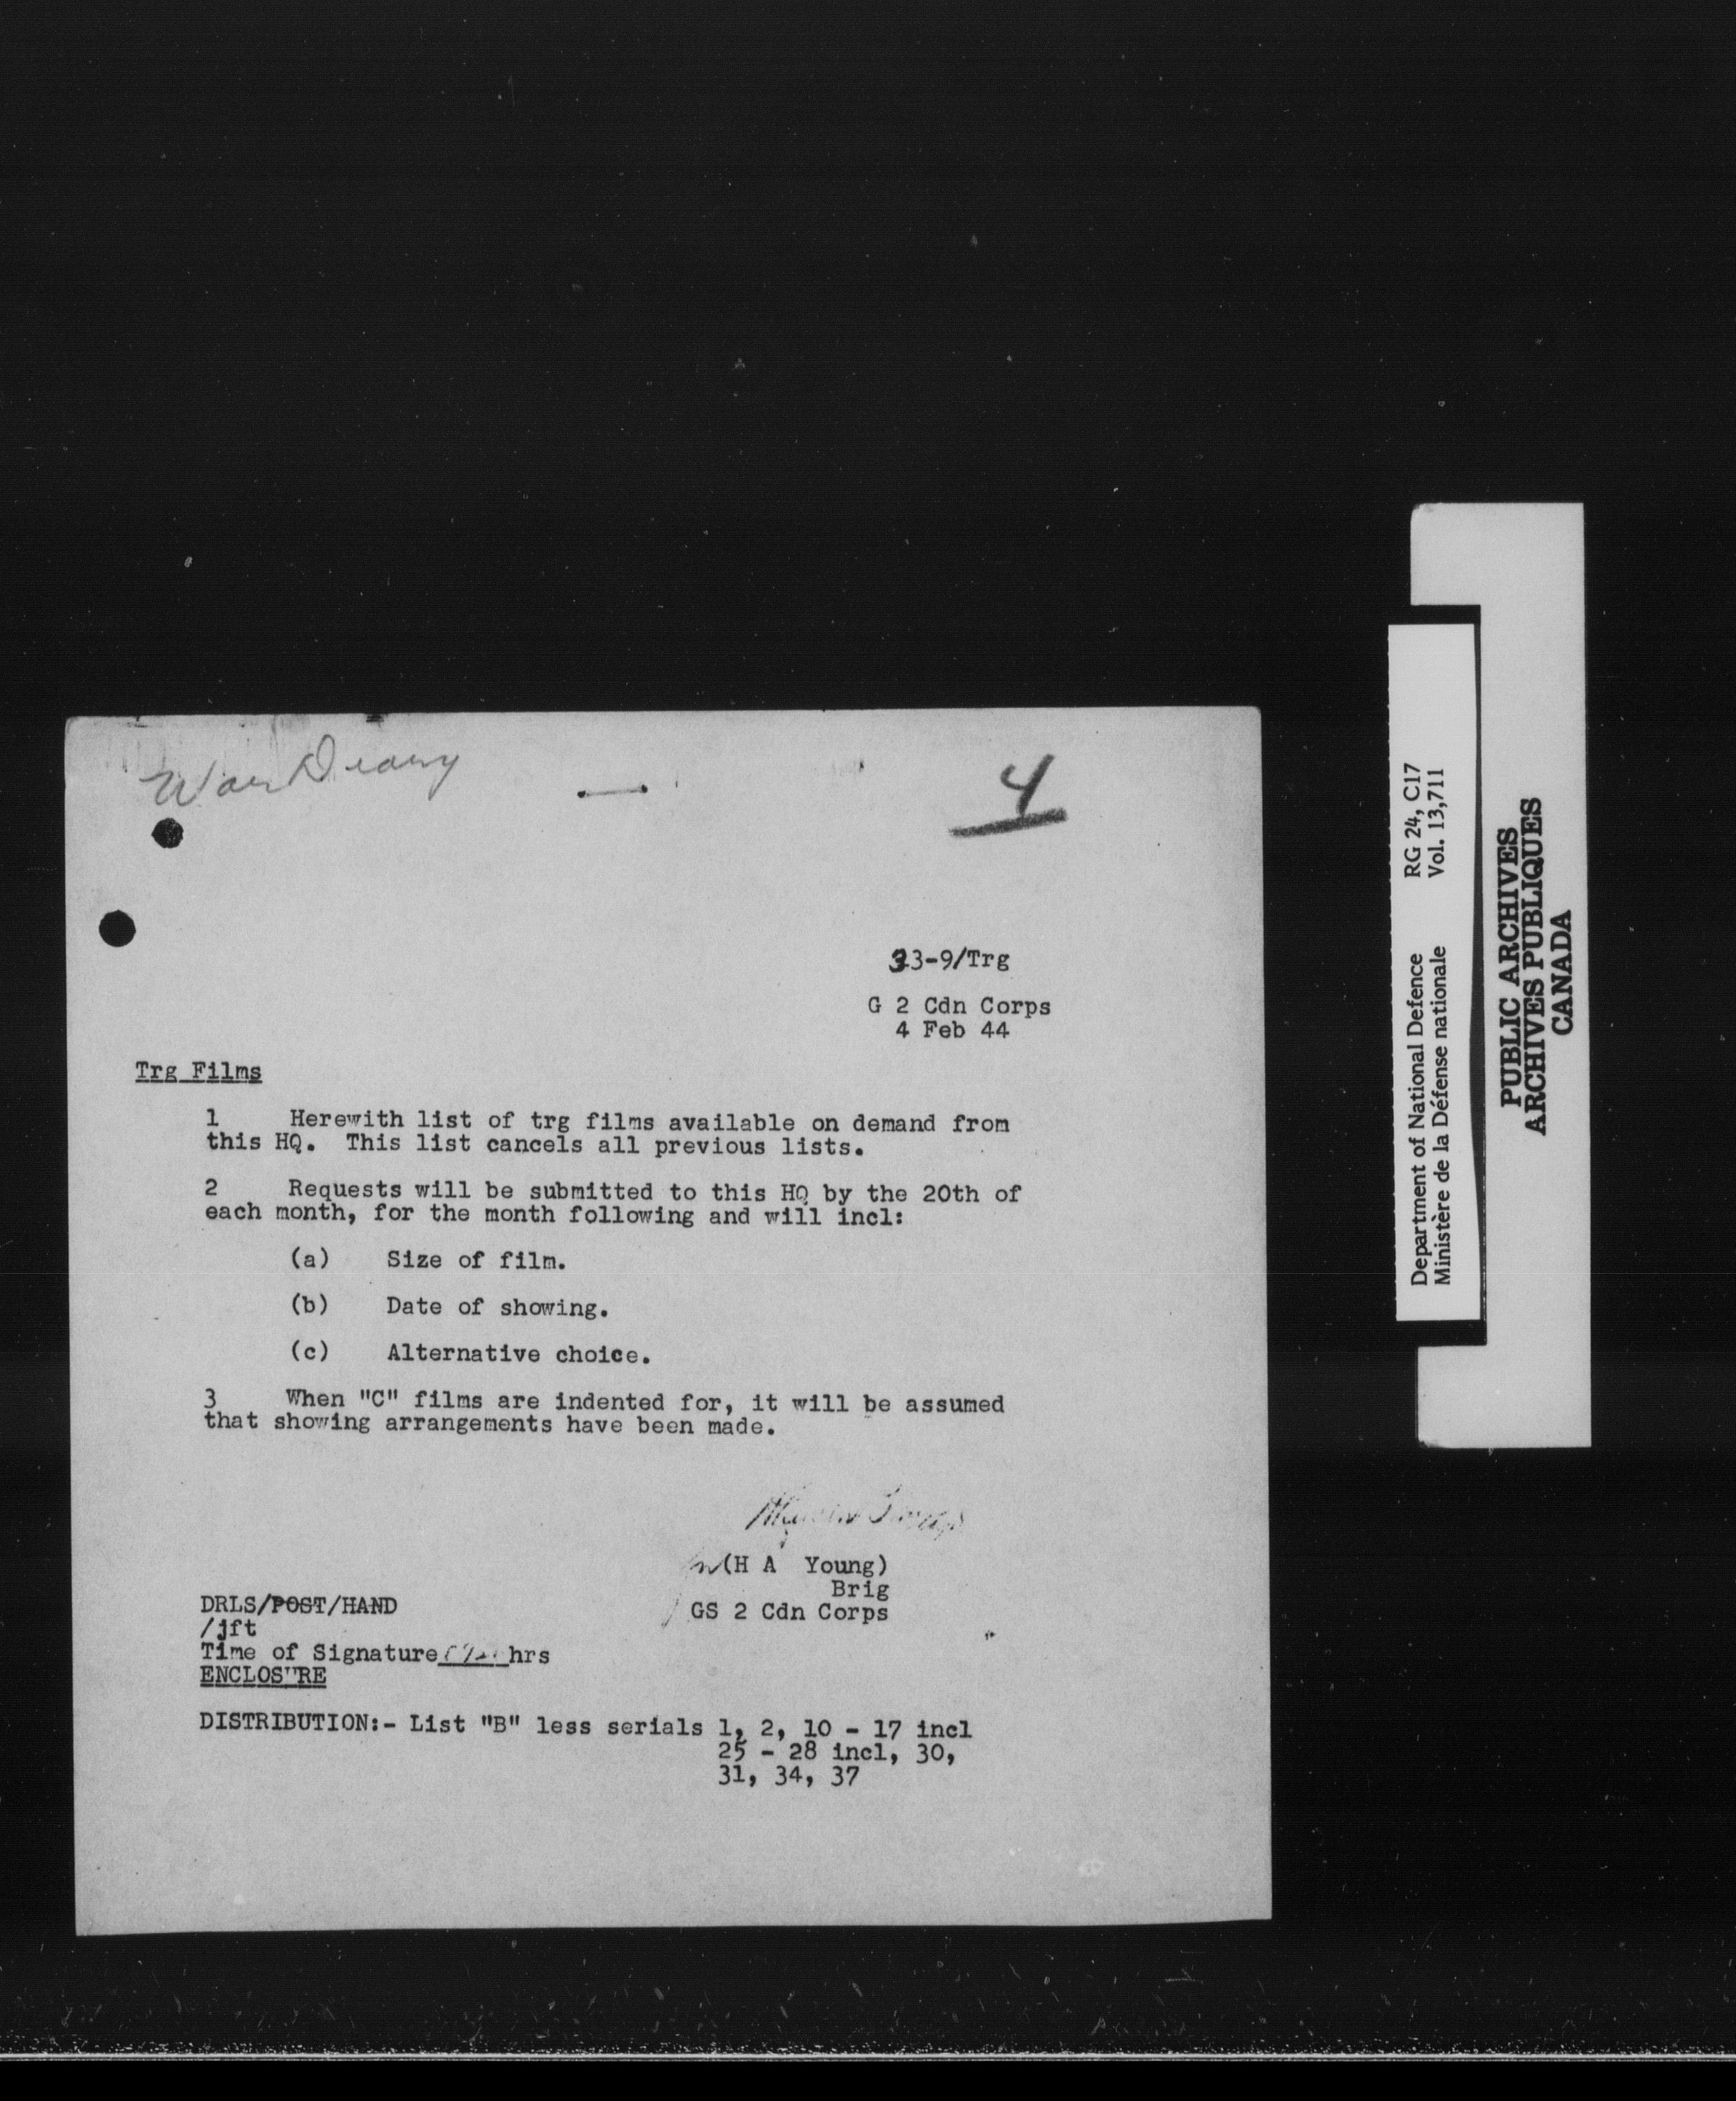 War Diary
4
33-9/Trg
G 2 Cdn Corps
4 Feb 44
Trg Films
1 Herewith list of trg films available on demand from
this HQ. This list cancels all previous lists.
2 Requests will be submitted to this HQ by the 20th of
each month, for the month following and will incl:
(a) Size of film.
(b) Date of showing.
(c) Alternative choice.
3 When "C" films are indented for, it will be assumed
that showing arrangements have been made.
(H A Young)
Brig
GS 2 Cdn Corps
DRLS/POST/HAND
/jft
Time of Signature hrs
ENCLOSURE
DISTRIBUTION:- List "B" less serials 1, 2, 10 - 17 incl
25 - 28 incl, 30,
31, 34, 37
Department of National Defence RG 24, C17
Ministère de la Défense nationale Vol. 13,711
PUBLIC ARCHIVES
ARCHIVES PUBLIQUES
CANADA